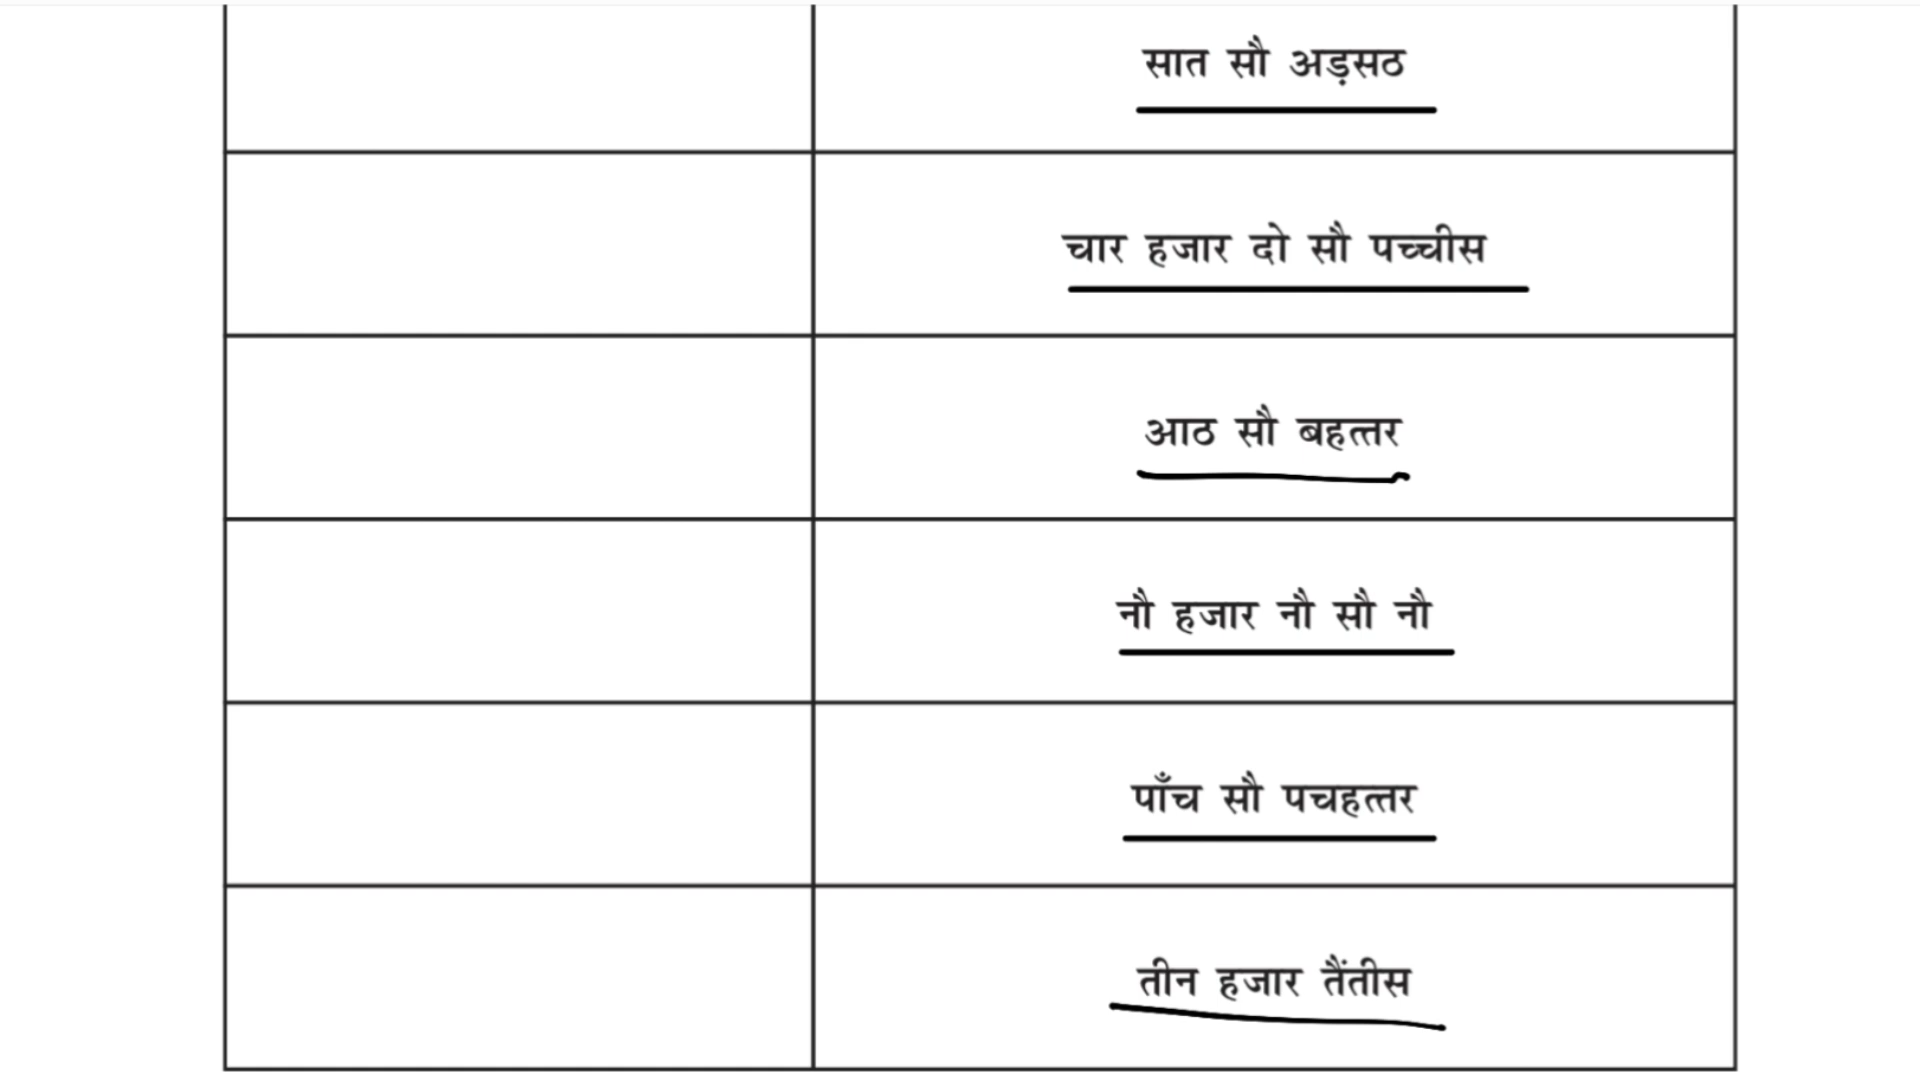 सात सौ अड़सठ
चार हजार दो सौ पच्चीस
आठ सौ बहत्तर
नौ हजार नौ सौ नौ
पाँच सौ पचहत्तर
तीन हजार तैंतीस